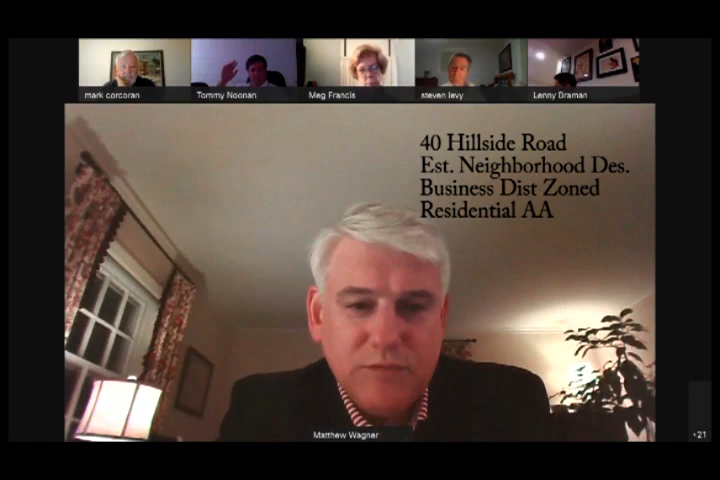 mark corcoran
Tommy Noonan
Meg Francis
steven levy
Lenny Braman
40 Hillside Road
Est. Neighborhood Des.
Business Dist Zoned
Residential AA
Matthew Wagner
+21